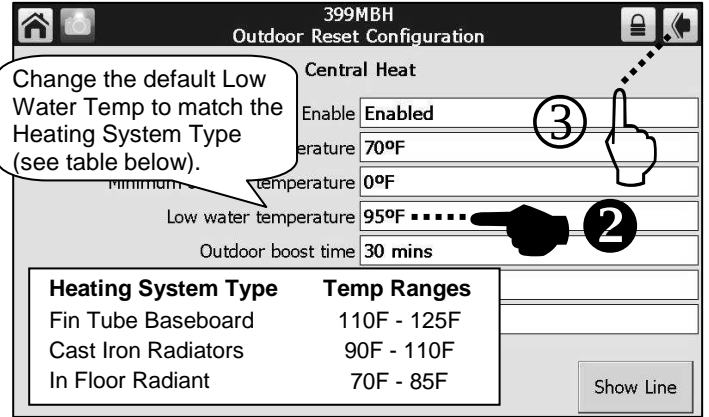 399MBH
Outdoor Reset Configuration
Central Heat
Change the default Low
Water Temp to match the
Heating System Type
(see table below).
Enable Enabled
erature 70ºF
temperature 0ºF
Low water temperature 95ºF
Outdoor boost time 30 mins
3
2
Heating System Type Temp Ranges
Fin Tube Baseboard 110F - 125F
Cast Iron Radiators 90F - 110F
In Floor Radiant 70F - 85F
Show Line